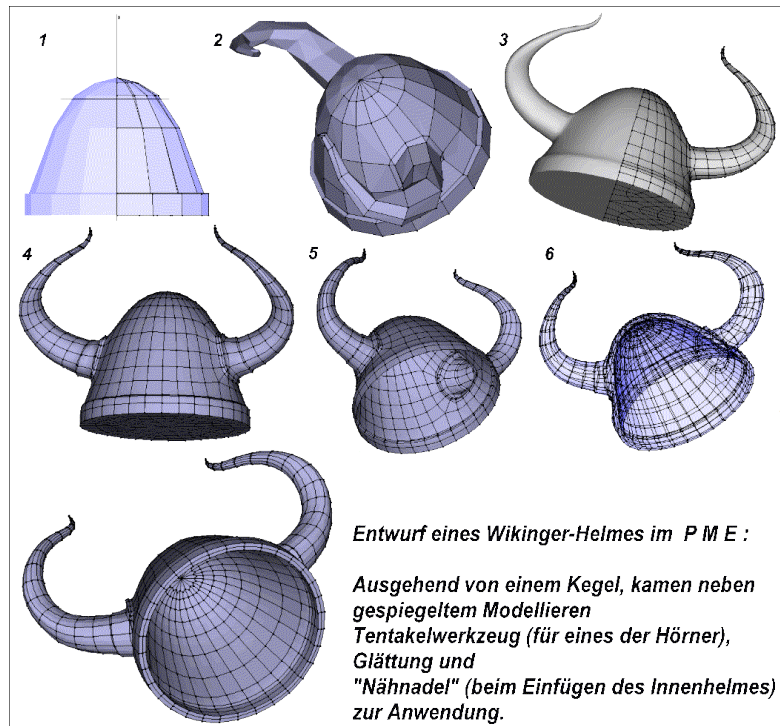 1
2
3
4
5
6
Entwurf eines Wikinger-Helmes im P M E :
Ausgehend von einem Kegel, kamen neben
gespiegeltem Modellieren
Tentakelwerkzeug (für eines der Hörner),
Glättung und
"Nähnadel" (beim Einfügen des Innenhelmes)
zur Anwendung.